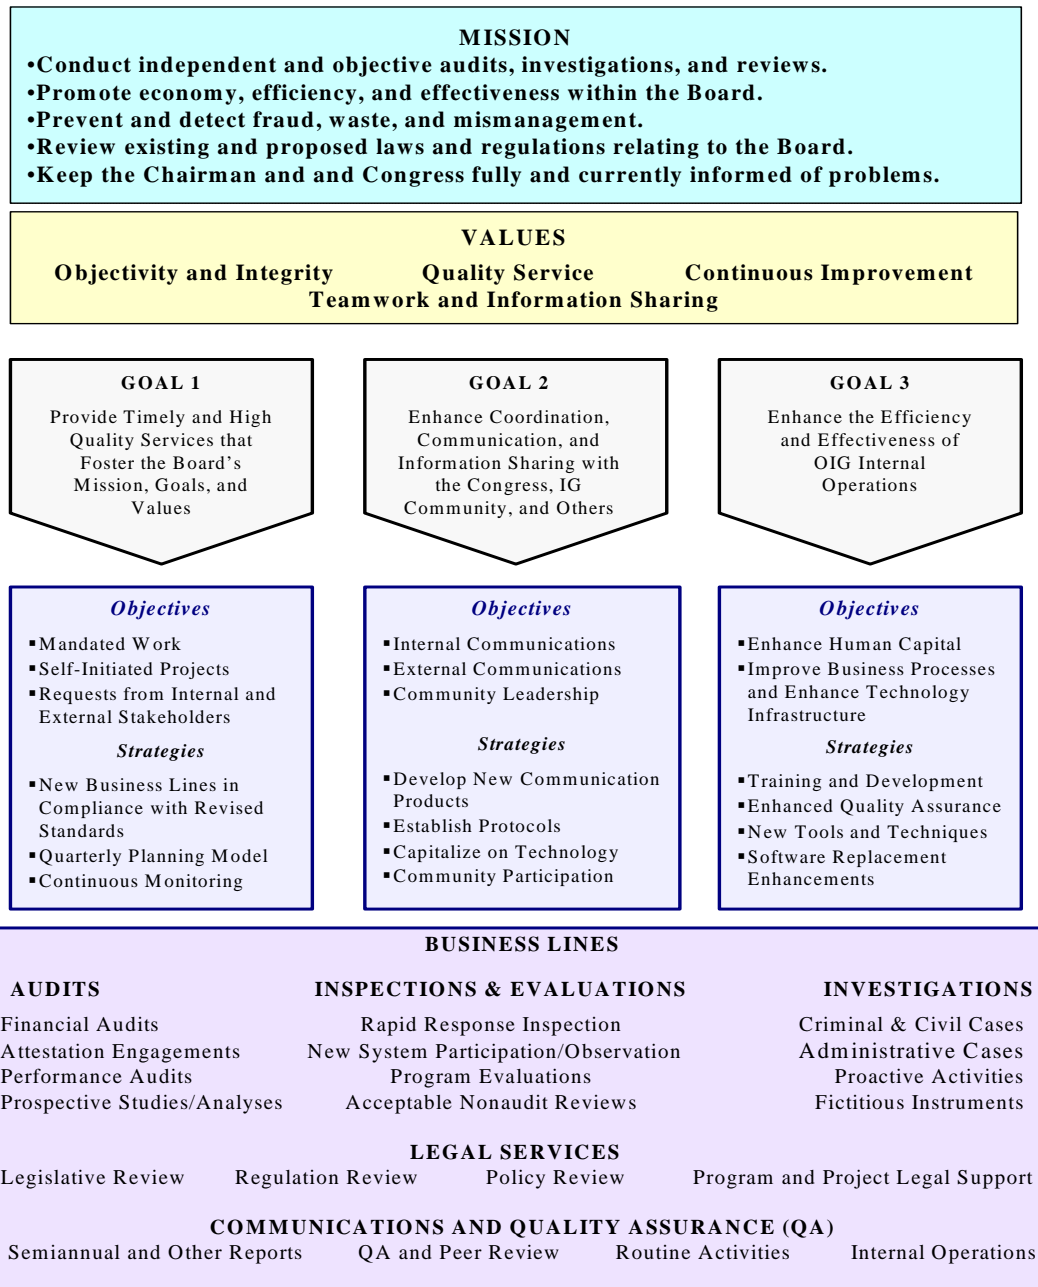 MISSION
•Conduct independent and objective audits, investigations, and reviews.
•Promote economy, efficiency, and effectiveness within the Board.
•Prevent and detect fraud, waste, and mismanagement.
•Review existing and proposed laws and regulations relating to the Board.
•Keep the Chairman and and Congress fully and currently informed of problems.
VALUES
Objectivity and Integrity Quality Service Continuous Improvement
Teamwork and Information Sharing
GOAL 1
Provide Timely and High
Quality Services that
Foster the Board's
Mission, Goals, and
Values
GOAL 2
Enhance Coordination,
Communication, and
Information Sharing with
the Congress, IG
Community, and Others
GOAL 3
Enhance the Efficiency
and Effectiveness of
OIG Internal
Operations
Objectives
▪Mandated Work
▪Self-Initiated Projects
▪Requests from Internal and
External Stakeholders
Strategies
▪New Business Lines in
Compliance with Revised
Standards
▪Quarterly Planning Model
▪Continuous Monitoring
Objectives
▪Internal Communications
▪External Communications
▪Community Leadership
Strategies
▪Develop New Communication
Products
▪Establish Protocols
▪Capitalize on Technology
▪Community Participation
Objectives
▪Enhance Human Capital
▪Improve Business Processes
and Enhance Technology
Infrastructure
Strategies
▪Training and Development
▪Enhanced Quality Assurance
▪New Tools and Techniques
▪Software Replacement
Enhancements
BUSINESS LINES
AUDITS INSPECTIONS & EVALUATIONS INVESTIGATIONS
Financial Audits Rapid Response Inspection Criminal & Civil Cases
Attestation Engagements New System Participation/Observation Administrative Cases
Performance Audits Program Evaluations Proactive Activities
Prospective Studies/Analyses Acceptable Nonaudit Reviews Fictitious Instruments
LEGAL SERVICES
Legislative Review Regulation Review Policy Review Program and Project Legal Support
COMMUNICATIONS AND QUALITY ASSURANCE (QA)
Semiannual and Other Reports QA and Peer Review Routine Activities Internal Operations